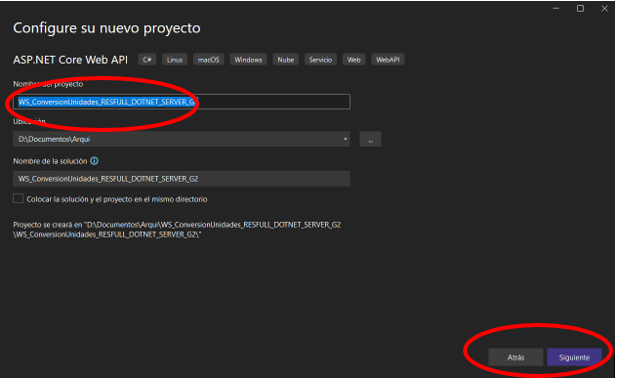 Configure su nuevo proyecto
ASP.NET Core Web API C# Linux macOS Windows Nube Servicio Web WebAPI
Nombre del proyecto
WS_ConversionUnidades_RESFULL_DOTNET_SERVER_G2
Ubicación
D:\Documentos\Arqui
...
Nombre de la solución
WS_ConversionUnidades_RESFULL_DOTNET_SERVER_G2
Colocar la solución y el proyecto en el mismo directorio
Proyecto se creará en "D:\Documentos\Arqui\WS_ConversionUnidades_RESFULL_DOTNET_SERVER_G2
\WS_ConversionUnidades_RESFULL_DOTNET_SERVER_G2\"
Atrás Siguiente